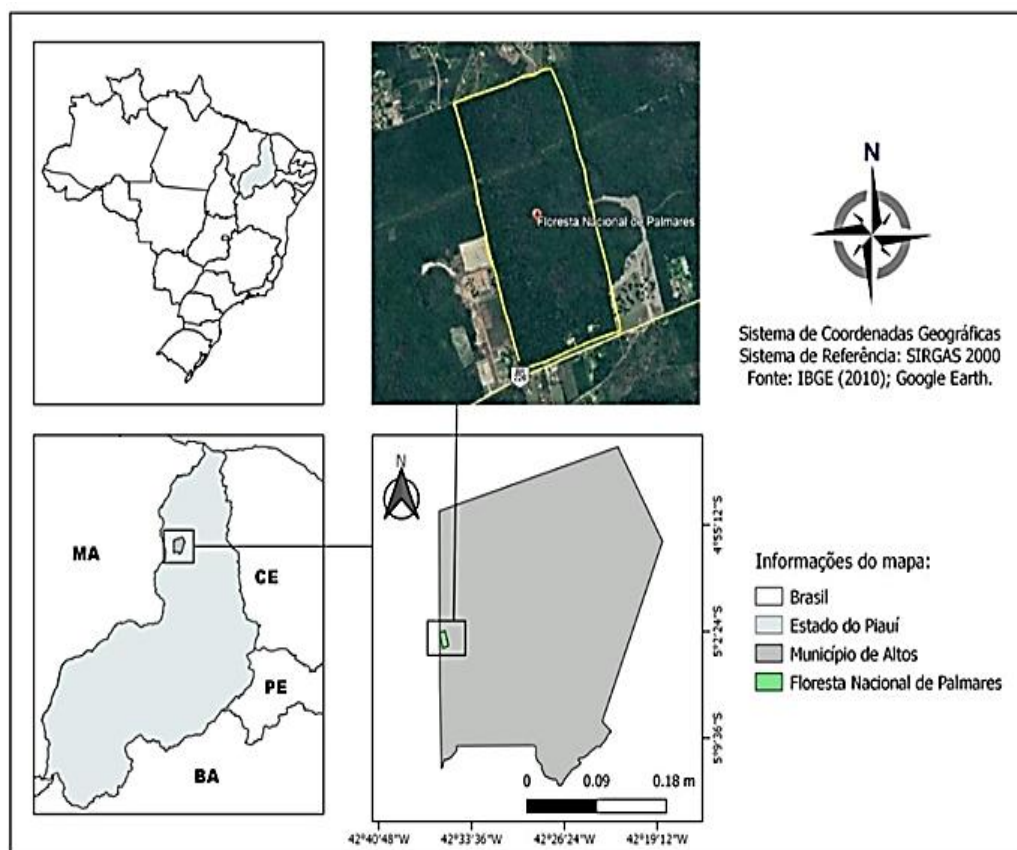 Floresta Nacional de Palmares
N
Sistema de Coordenadas Geográficas
Sistema de Referência: SIRGAS 2000
Fonte: IBGE (2010); Google Earth.
MA
CE
PE
BA
N
4°55'12"S
5°2'24"S
5°9'36"S
0 0.09 0.18 m
42°40'48"W 42°33'36"W 42°26'24"W 42°19'12"W
Informações do mapa:
Brasil
Estado do Piauí
Município de Altos
Floresta Nacional de Palmares